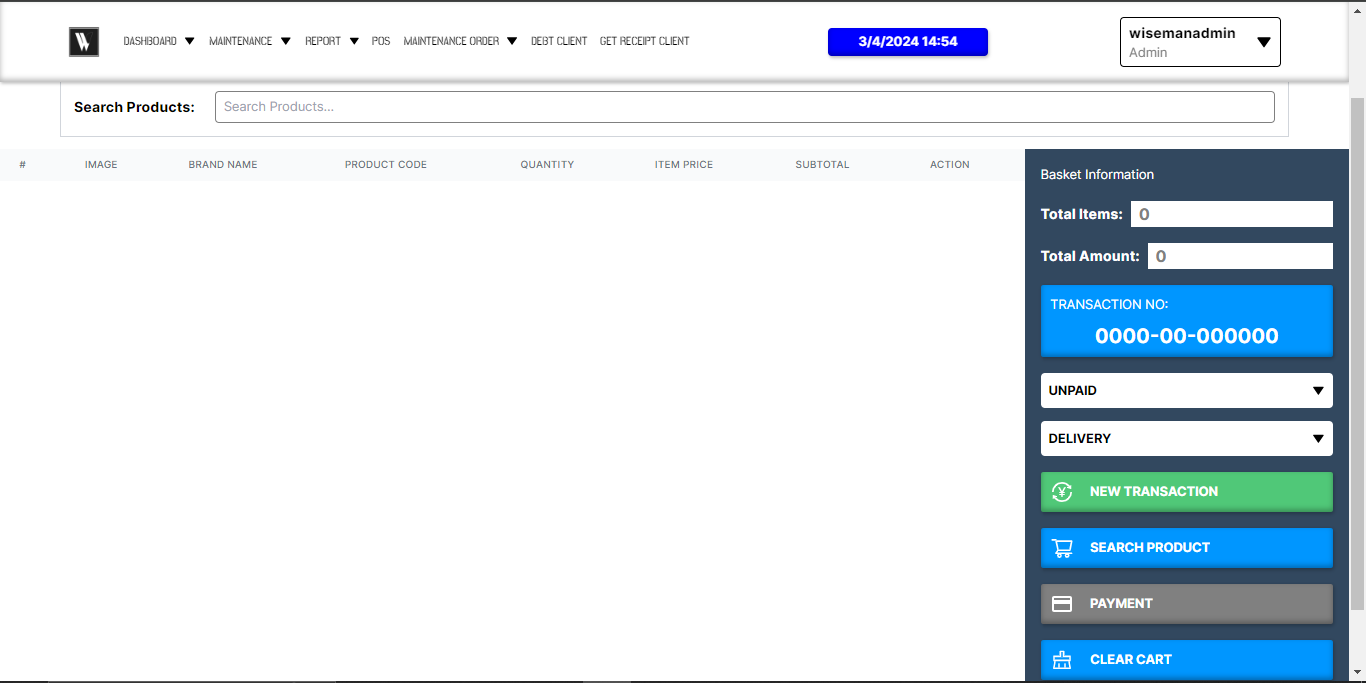 DASHBOARD MAINTENANCE REPORT POS MAINTENANCE ORDER DEBT CLIENT GET RECEIPT CLIENT
3/4/2024 14:54
wisemanadmin
Admin
Search Products: Search Products...
# IMAGE BRAND NAME PRODUCT CODE QUANTITY ITEM PRICE SUBTOTAL ACTION
Basket Information
Total Items: 0
Total Amount: 0
TRANSACTION NO:
0000-00-000000
UNPAID
DELIVERY
NEW TRANSACTION
SEARCH PRODUCT
PAYMENT
CLEAR CART